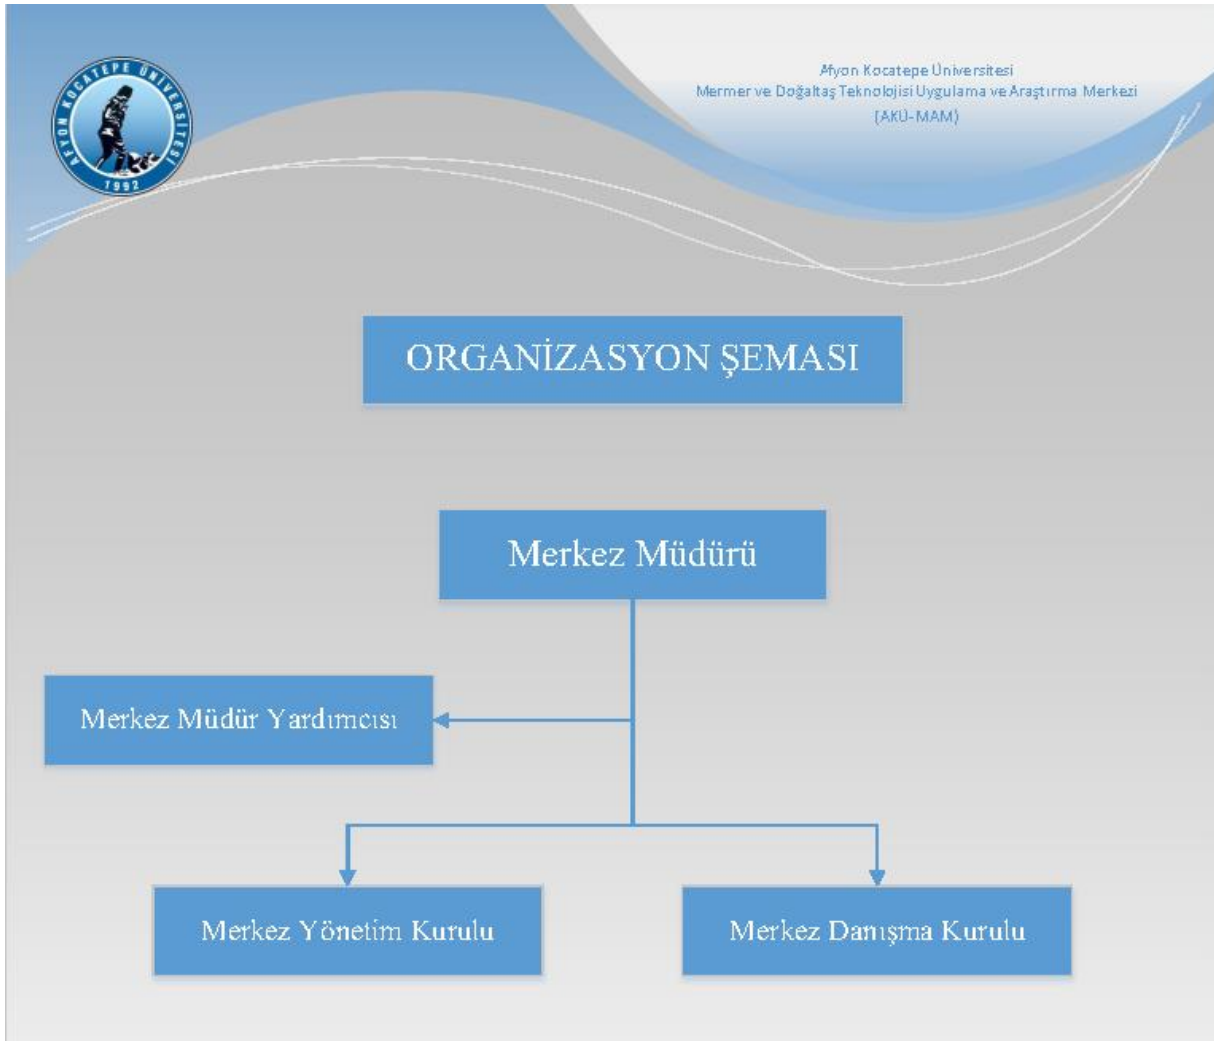 AFYON KOCATEPE ÜNİVERSİTESİ
1992
Afyon Kocatepe Üniversitesi
Mermer ve Doğaltaş Teknolojisi Uygulama ve Araştırma Merkezi
(AKÜ-MAM)
ORGANİZASYON ŞEMASI
Merkez Müdürü
Merkez Müdür Yardımcısı
Merkez Yönetim Kurulu
Merkez Danışma Kurulu